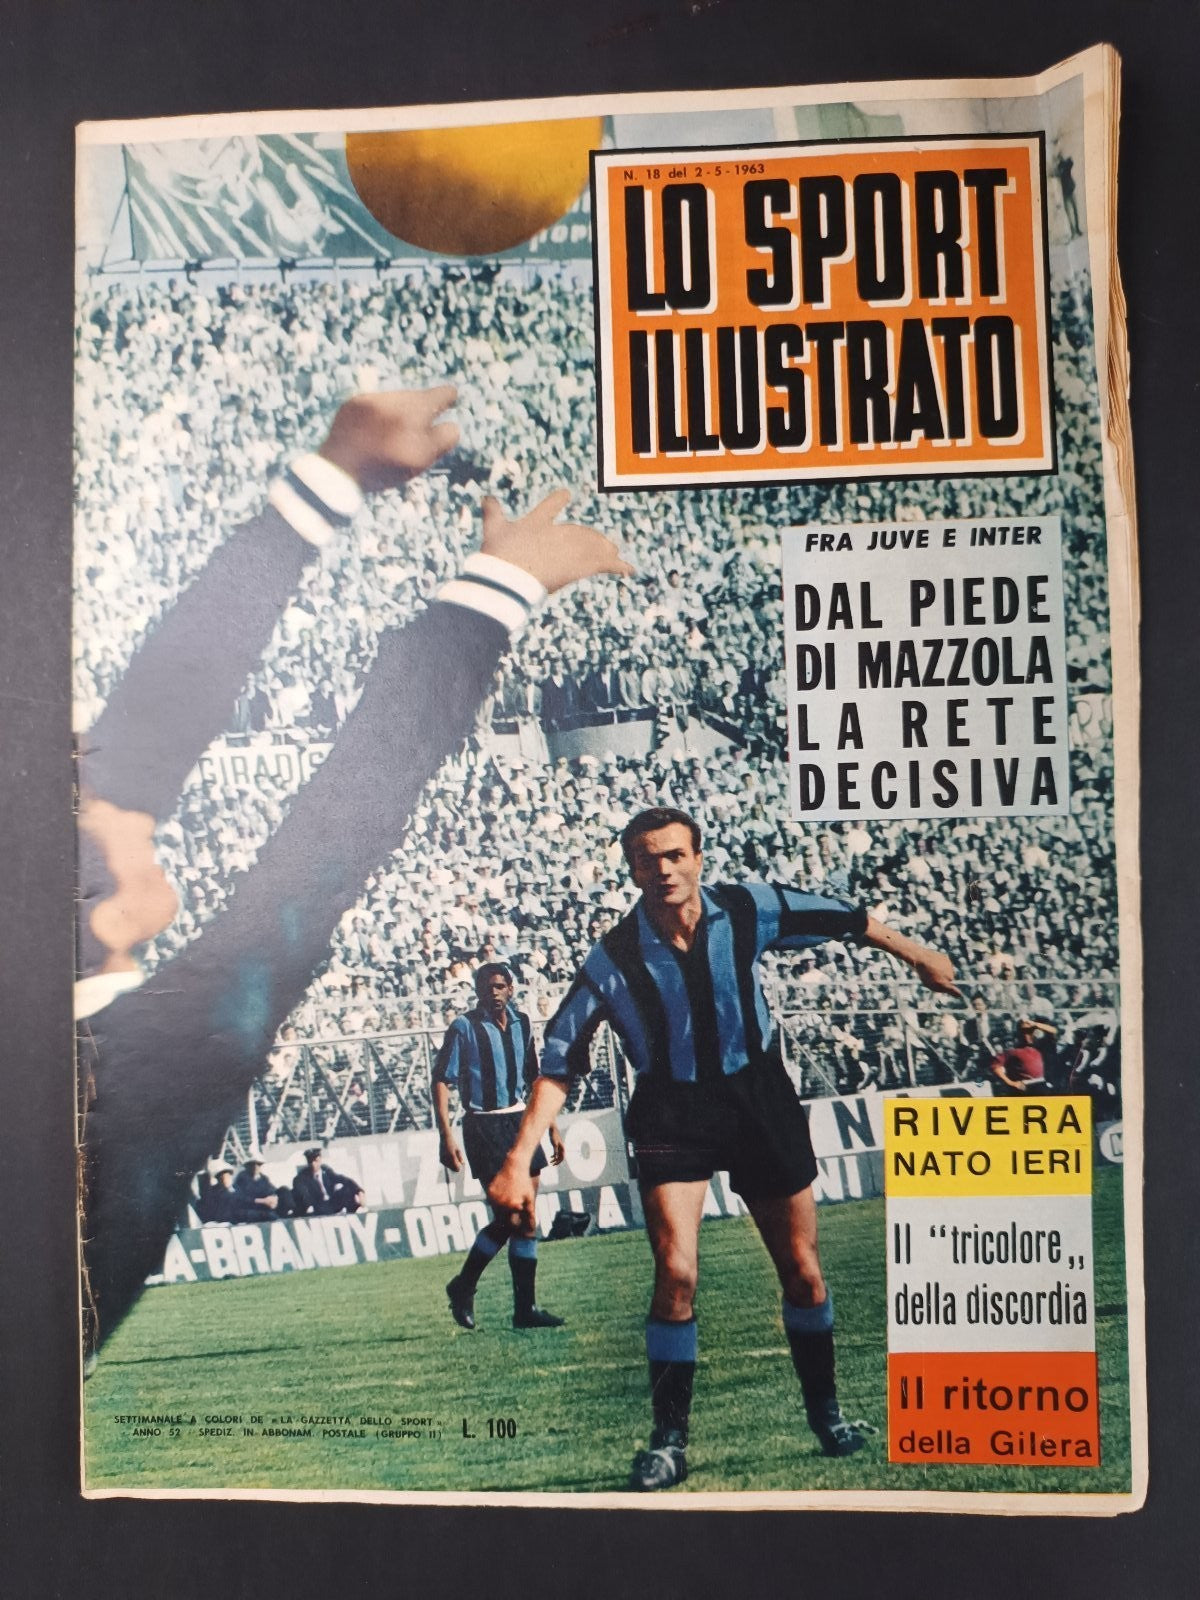 N. 18 del 2-5-1963
LO SPORT
ILLUSTRATO
FRA JUVE E INTER
DAL PIEDE
DI MAZZOLA
LA RETE
DECISIVA
GIRADI
A-BRANDY-ORO
RIVERA
NATO IERI
Il “tricolore„
della discordia
Il ritorno
della Gilera
SETTIMANALE A COLORI DE «LA GAZZETTA DELLO SPORT»
ANNO 52 - SPEDIZ. IN ABBONAM. POSTALE (GRUPPO II)
L. 100